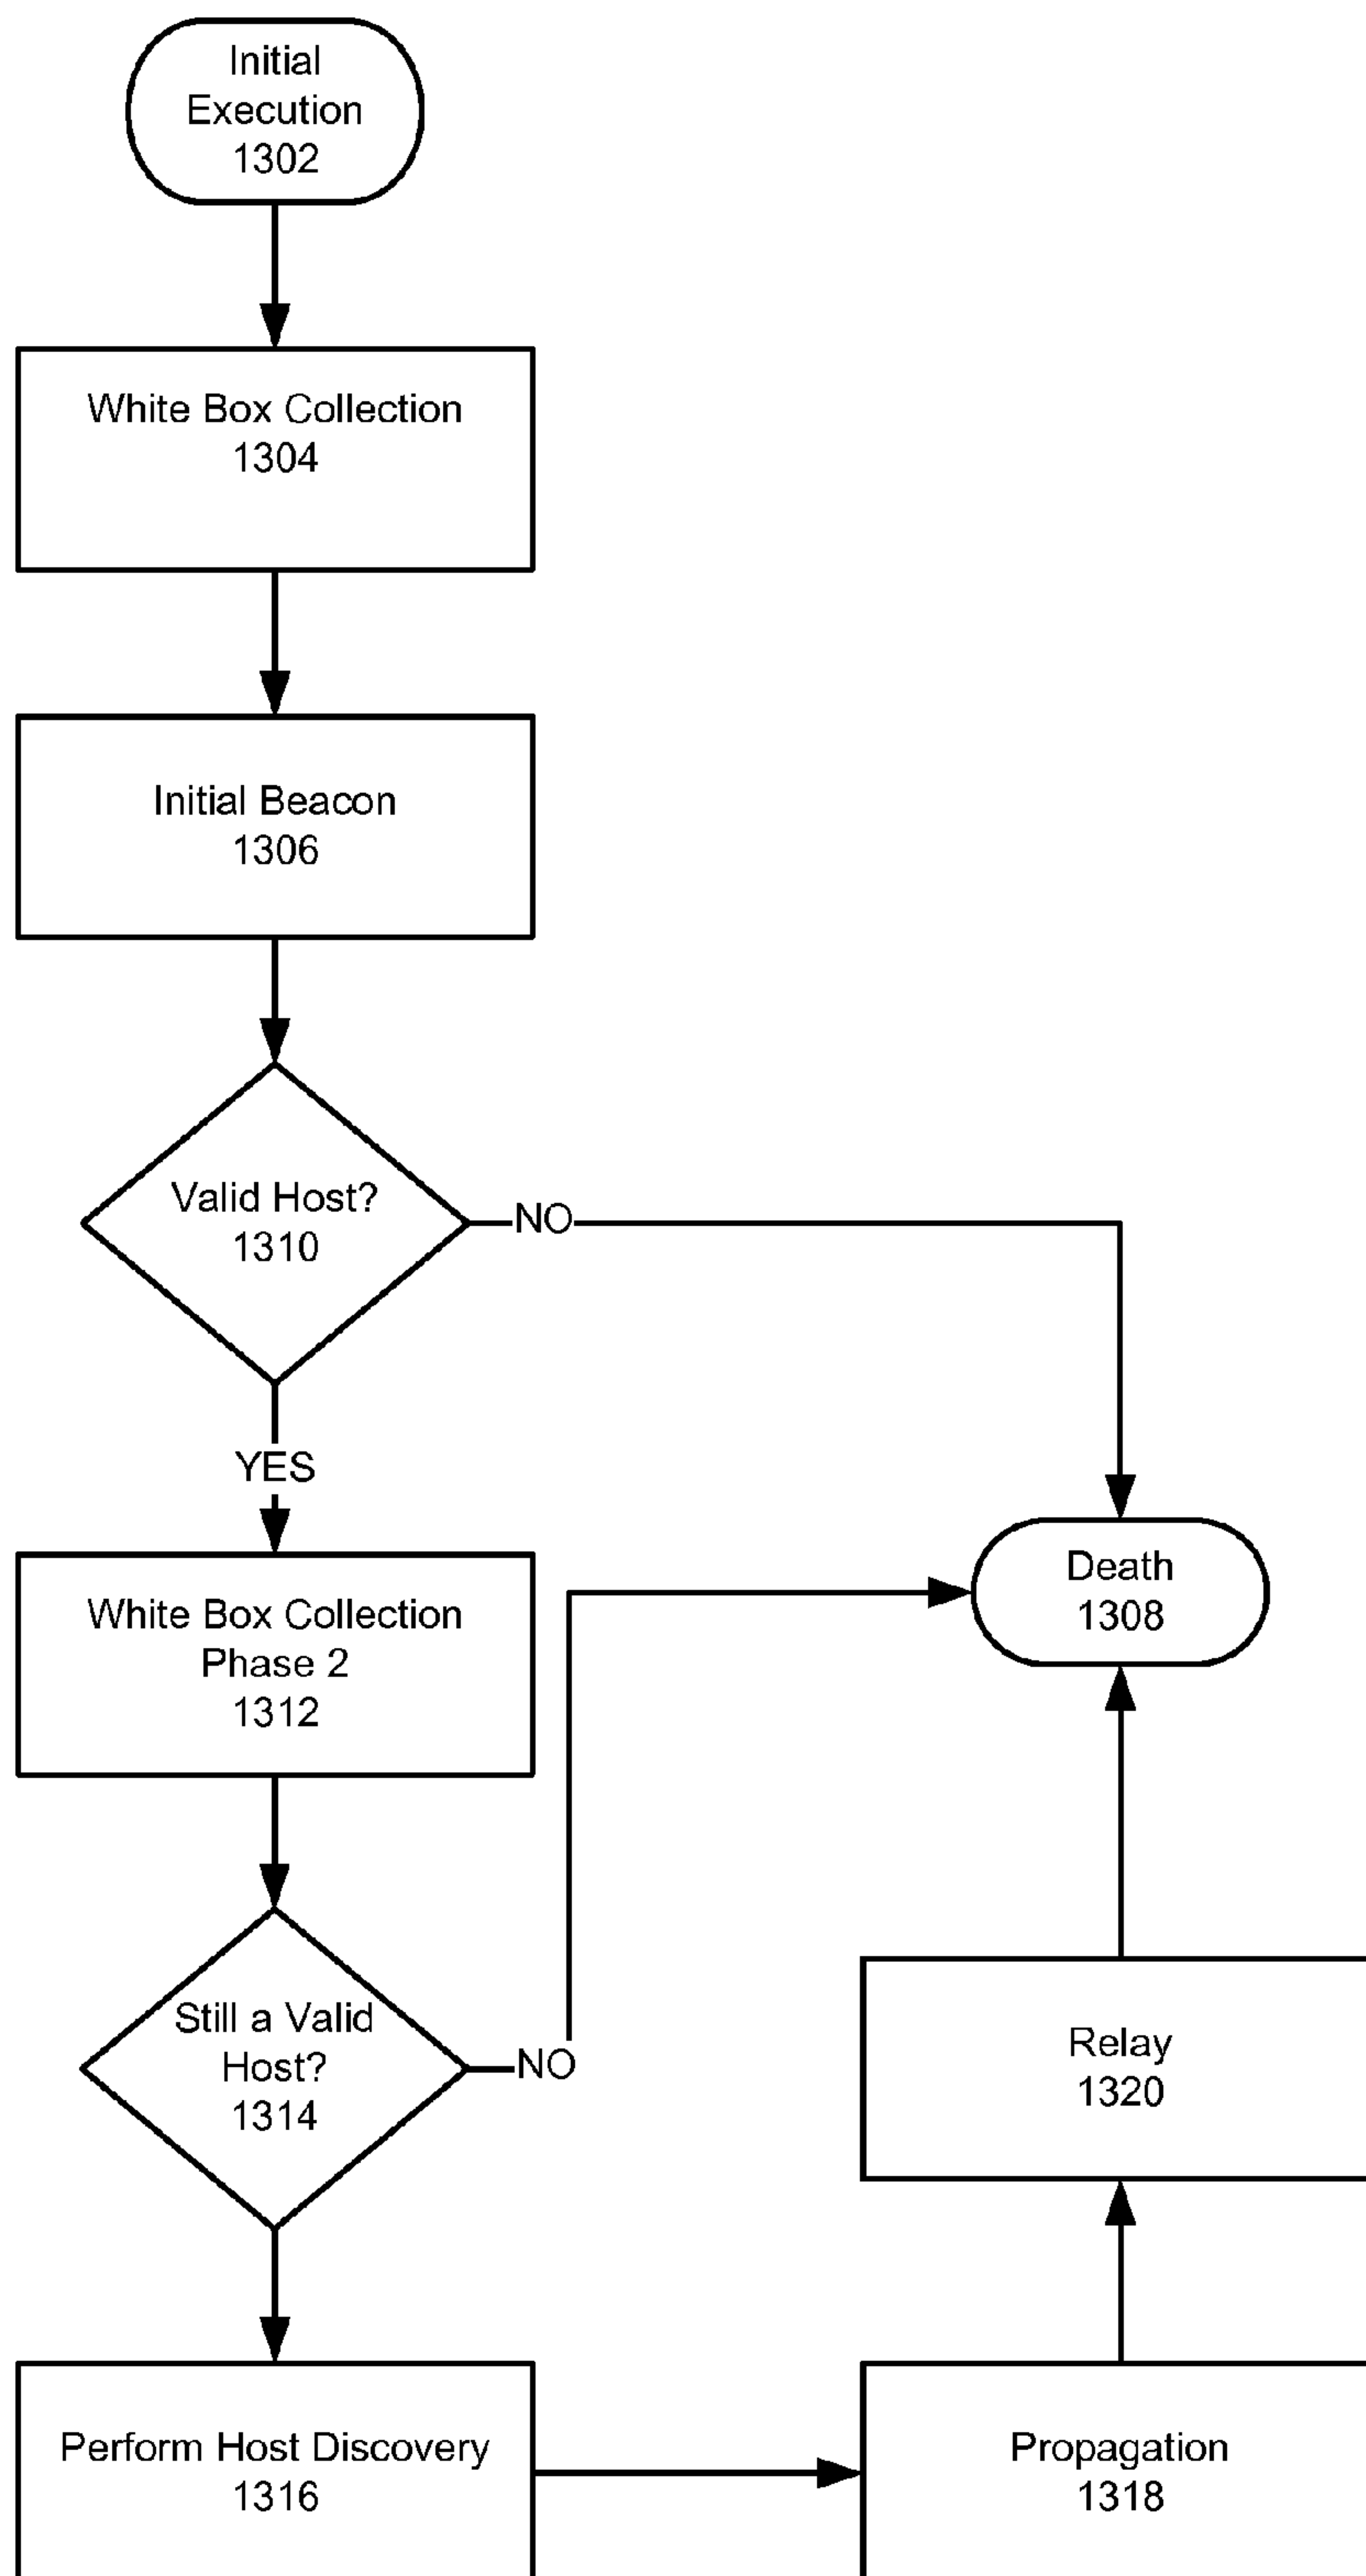 Initial
Execution
1302
White Box Collection
1304
Initial Beacon
1306
Valid Host?
1310
NO
YES
White Box Collection
Phase 2
1312
Death
1308
Still a Valid
Host?
1314
NO
Relay
1320
Perform Host Discovery
1316
Propagation
1318